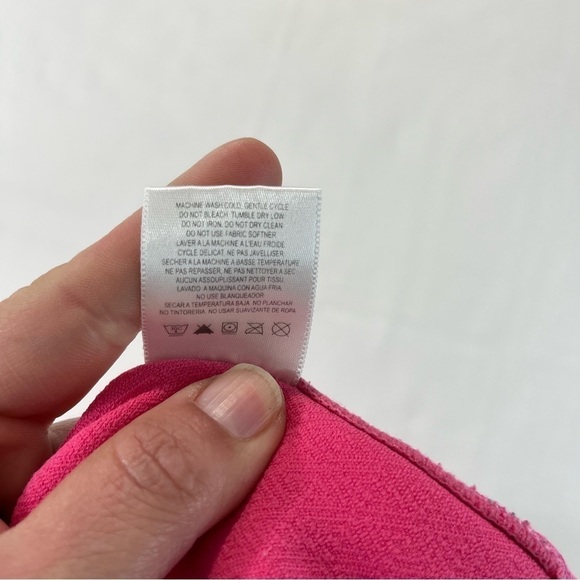 MACHINE WASH COLD, GENTLE CYCLE
DO NOT BLEACH. TUMBLE DRY LOW
DO NOT IRON. DO NOT DRY CLEAN
DO NOT USE FABRIC SOFTNER
LAVER A LA MACHINE A L'EAU FROIDE
CYCLE DELICAT, NE PAS JAVELLISER
SECHER A LA MACHINE A BASSE TEMPERATURE
NE PAS REPASSER, NE PAS NETTOYER A SEC
AUCUN ASSOUPLISSANT POUR TISSU
LAVADO A MAQUINA CON AGUA FRIA
NO USE BLANQUEADOR
SECAR A TEMPERATURA BAJA. NO PLANCHAR
NO TINTORERIA. NO USAR SUAVIZANTE DE ROPA